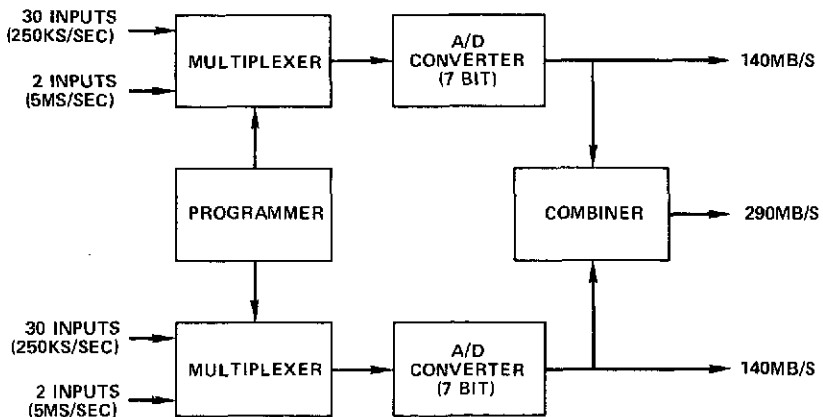 30 INPUTS
(250KS/SEC)
2 INPUTS
(5MS/SEC)
MULTIPLEXER
A/D
CONVERTER
(7 BIT)
140MB/S
PROGRAMMER
COMBINER
290MB/S
30 INPUTS
(250KS/SEC)
2 INPUTS
(5MS/SEC)
MULTIPLEXER
A/D
CONVERTER
(7 BIT)
140MB/S